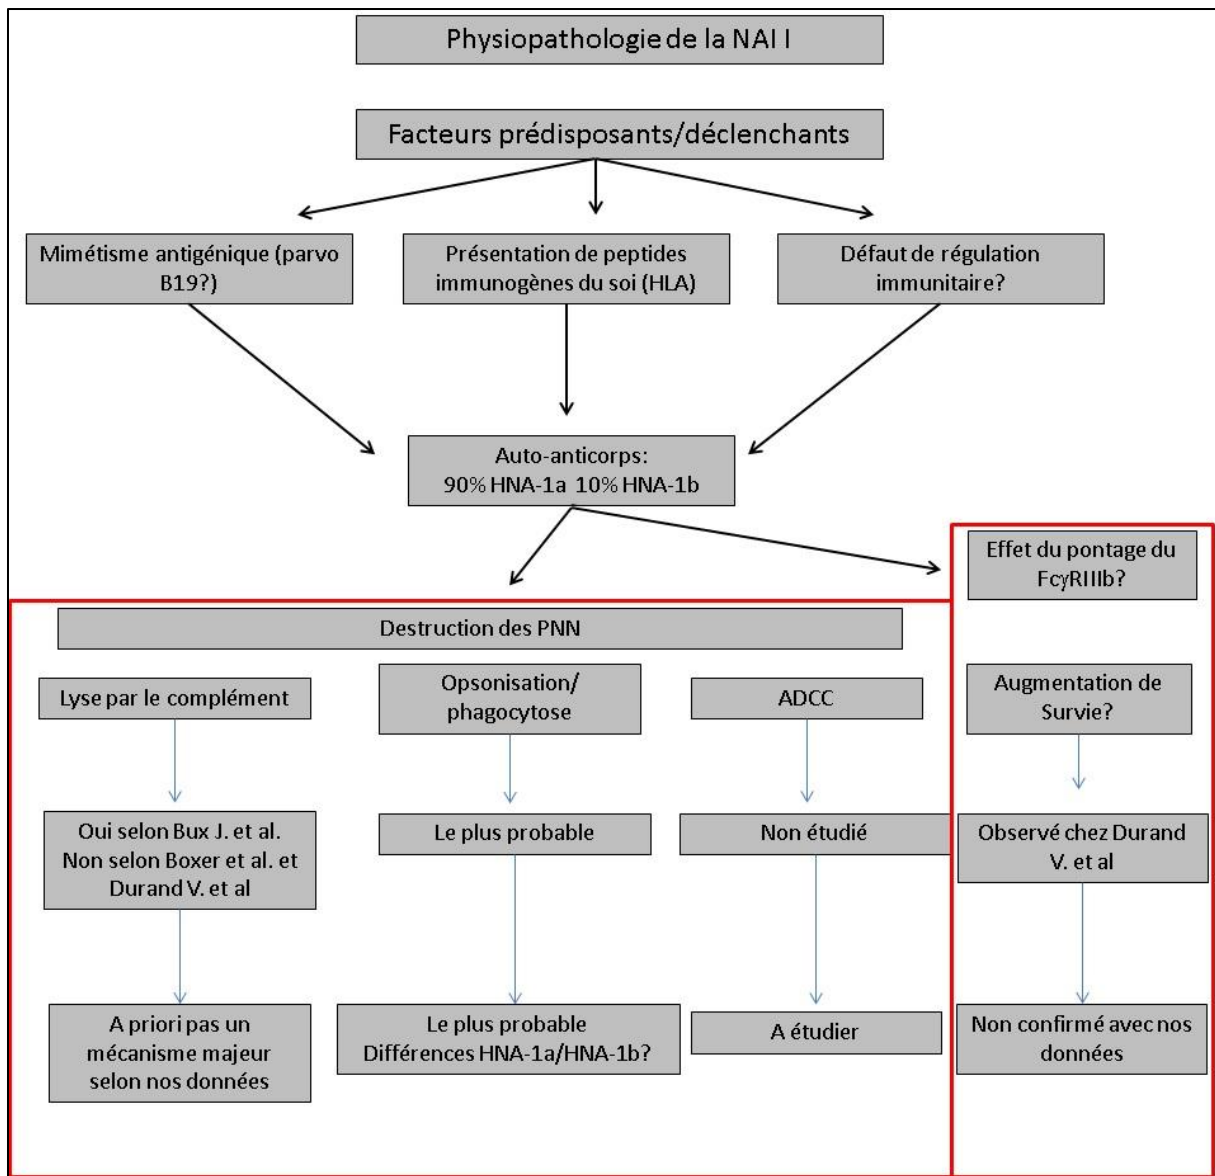 Physiopathologie de la NAI I
Facteurs prédisposants/déclenchants
Mimétisme antigénique (parvo
B19?)
Présentation de peptides
immunogènes du soi (HLA)
Défaut de régulation
immunitaire?
Auto-anticorps:
90% HNA-1a 10% HNA-1b
Effet du pontage du
FcγRIIIb?
Destruction des PNN
Lyse par le complément
Opsonisation/
phagocytose
ADCC
Augmentation de
Survie?
Oui selon Bux J. et al.
Non selon Boxer et al. et
Durand V. et al
Le plus probable
Non étudié
Observé chez Durand
V. et al
A priori pas un
mécanisme majeur
selon nos données
Le plus probable
Différences HNA-1a/HNA-1b?
A étudier
Non confirmé avec nos
données